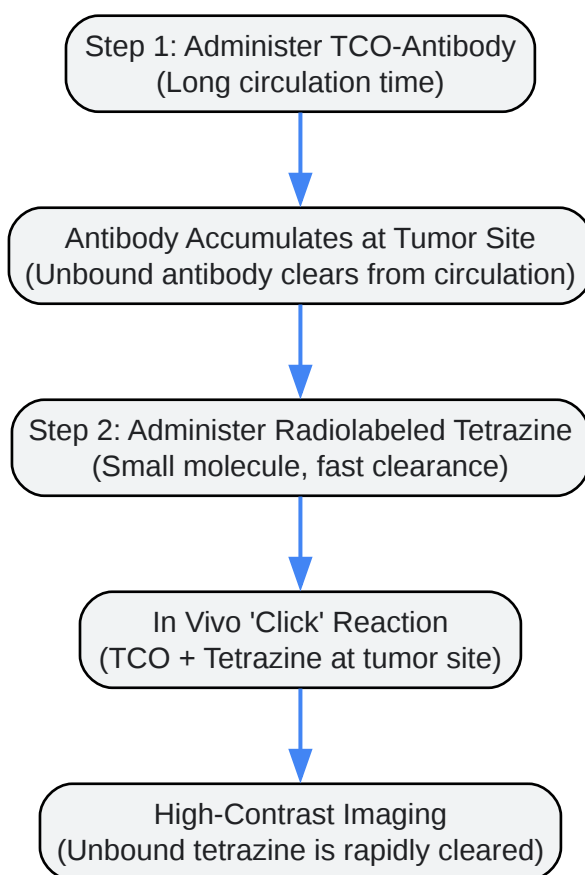 Step 1: Administer TCO-Antibody
(Long circulation time)
Antibody Accumulates at Tumor Site
(Unbound antibody clears from circulation)
Step 2: Administer Radiolabeled Tetrazine
(Small molecule, fast clearance)
In Vivo 'Click' Reaction
(TCO + Tetrazine at tumor site)
High-Contrast Imaging
(Unbound tetrazine is rapidly cleared)